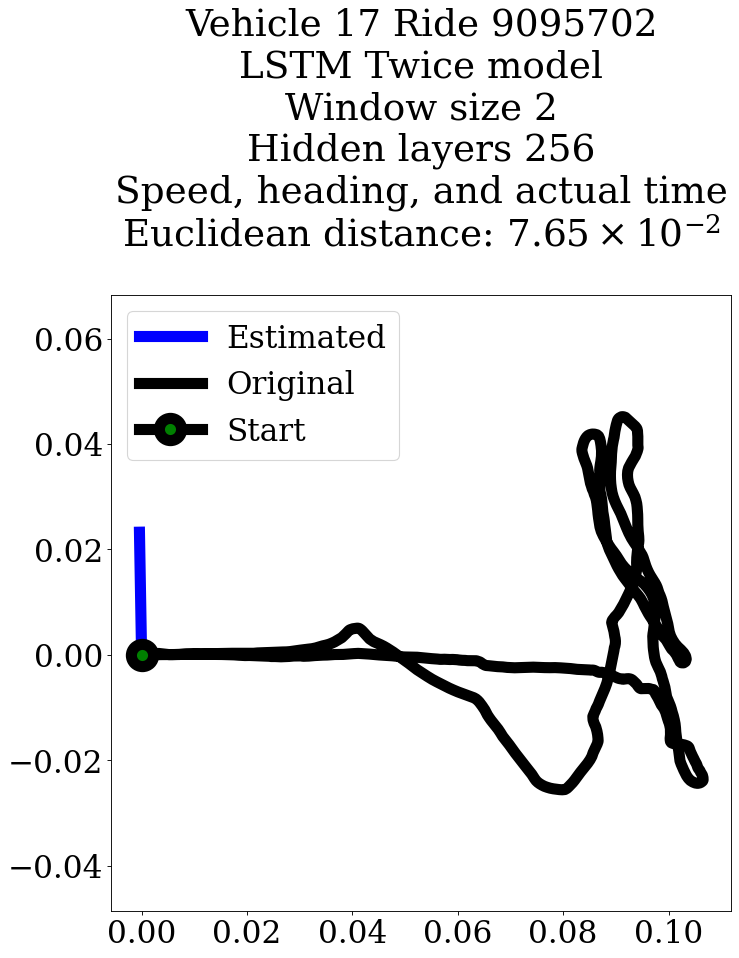 Vehicle 17 Ride 9095702
LSTM Twice model
Window size 2
Hidden layers 256
Speed, heading, and actual time
Euclidean distance: 7.65 × 10⁻²
Estimated
Original
Start
0.06
0.04
0.02
0.00
−0.02
−0.04
0.00 0.02 0.04 0.06 0.08 0.10